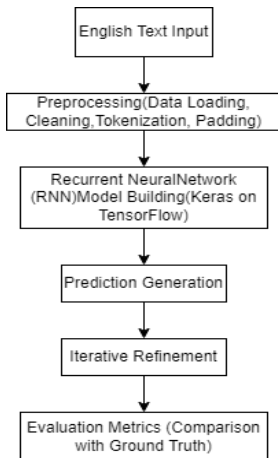 English Text Input
Preprocessing(Data Loading,
Cleaning,Tokenization, Padding)
Recurrent NeuralNetwork
(RNN)Model Building(Keras on
TensorFlow)
Prediction Generation
Iterative Refinement
Evaluation Metrics (Comparison
with Ground Truth)